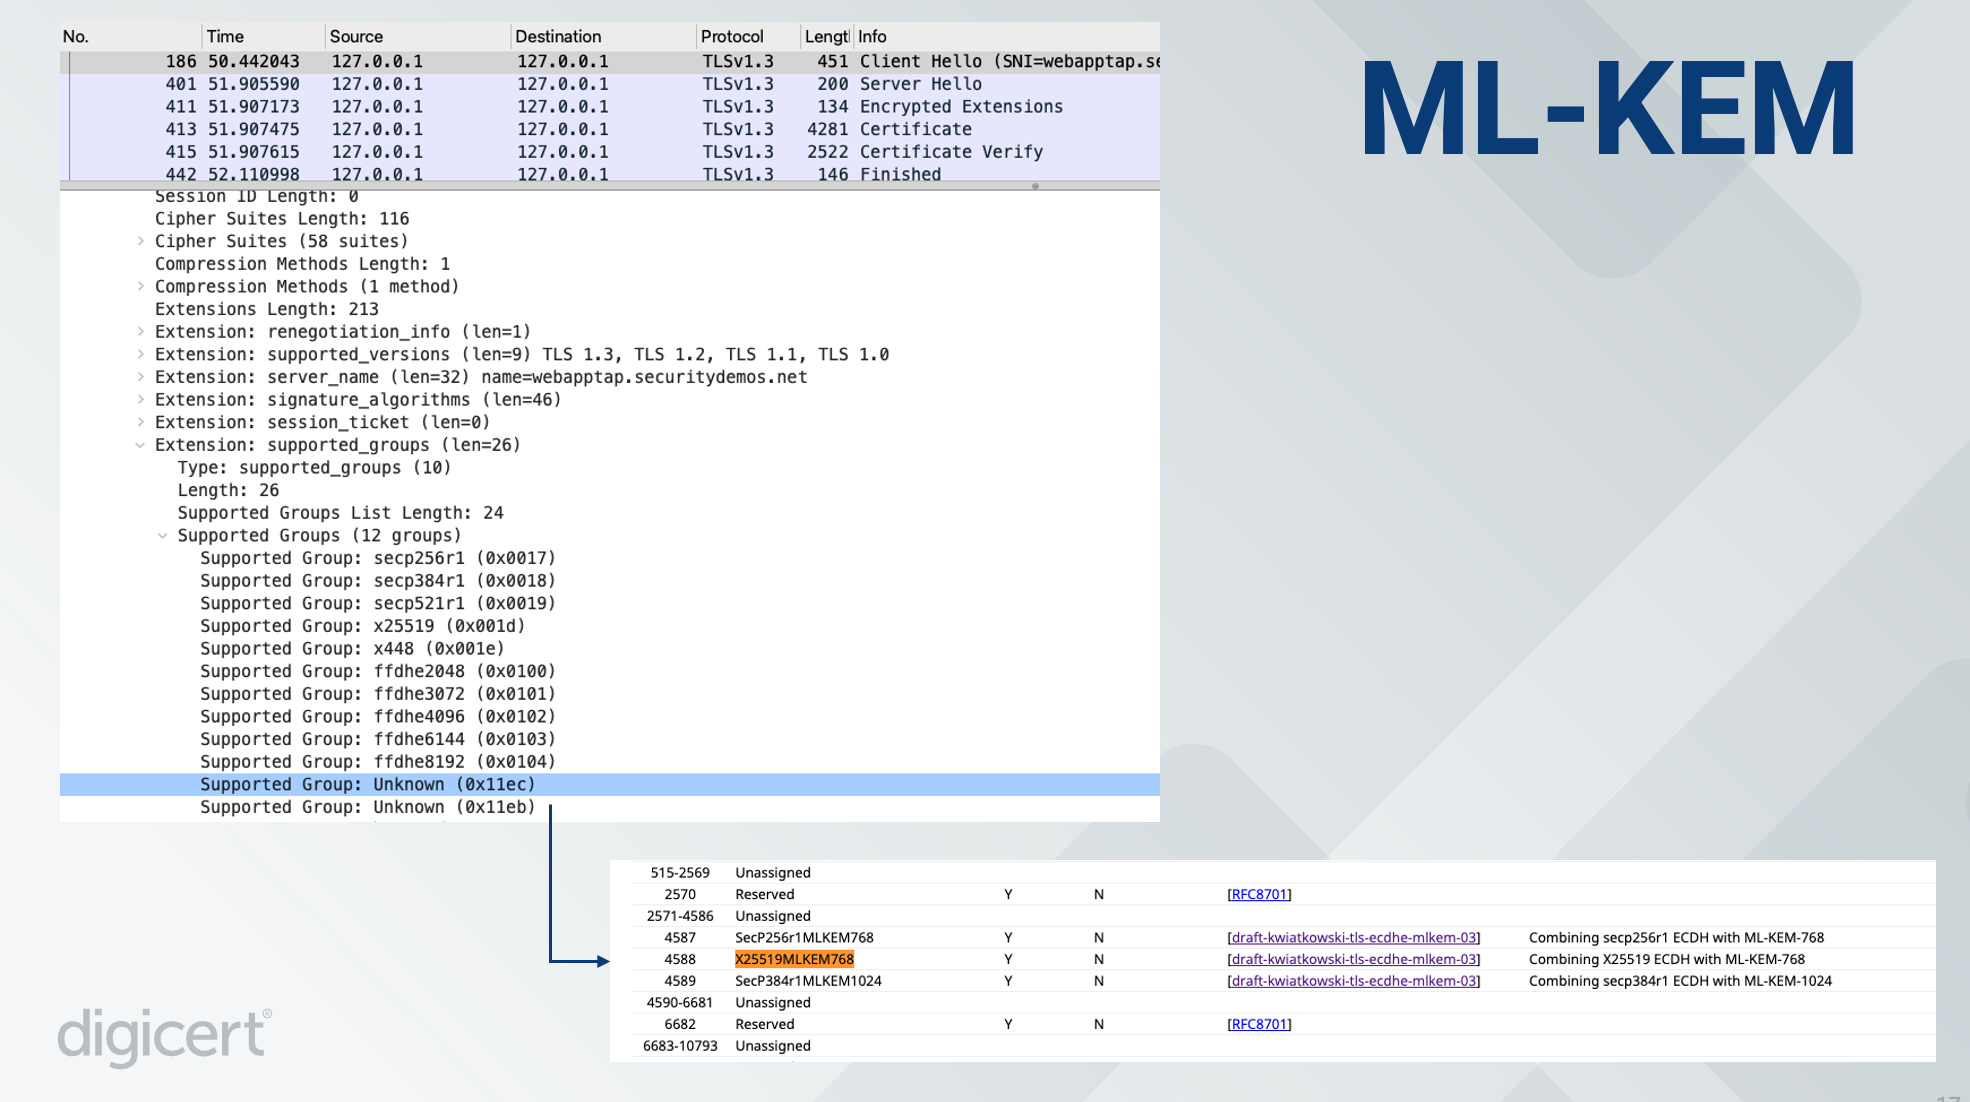 No. Time Source Destination Protocol Lengt Info
186 50.442043 127.0.0.1 127.0.0.1 TLSv1.3 451 Client Hello (SNI=webapptap.se
401 51.905590 127.0.0.1 127.0.0.1 TLSv1.3 200 Server Hello
411 51.907173 127.0.0.1 127.0.0.1 TLSv1.3 134 Encrypted Extensions
413 51.907475 127.0.0.1 127.0.0.1 TLSv1.3 4281 Certificate
415 51.907615 127.0.0.1 127.0.0.1 TLSv1.3 2522 Certificate Verify
442 52.110998 127.0.0.1 127.0.0.1 TLSv1.3 146 Finished
ML-KEM
Session ID Length: 0
Cipher Suites Length: 116
Cipher Suites (58 suites)
Compression Methods Length: 1
Compression Methods (1 method)
Extensions Length: 213
Extension: renegotiation_info (len=1)
Extension: supported_versions (len=9) TLS 1.3, TLS 1.2, TLS 1.1, TLS 1.0
Extension: server_name (len=32) name=webapptap.securitydemos.net
Extension: signature_algorithms (len=46)
Extension: session_ticket (len=0)
Extension: supported_groups (len=26)
Type: supported_groups (10)
Length: 26
Supported Groups List Length: 24
Supported Groups (12 groups)
Supported Group: secp256r1 (0x0017)
Supported Group: secp384r1 (0x0018)
Supported Group: secp521r1 (0x0019)
Supported Group: x25519 (0x001d)
Supported Group: x448 (0x001e)
Supported Group: ffdhe2048 (0x0100)
Supported Group: ffdhe3072 (0x0101)
Supported Group: ffdhe4096 (0x0102)
Supported Group: ffdhe6144 (0x0103)
Supported Group: ffdhe8192 (0x0104)
Supported Group: Unknown (0x11ec)
Supported Group: Unknown (0x11eb)
515-2569 Unassigned
2570 Reserved Y N [RFC8701]
2571-4586 Unassigned
4587 SecP256r1MLKEM768 Y N [draft-kwiatkowski-tls-ecdhe-mlkem-03] Combining secp256r1 ECDH with ML-KEM-768
4588 X25519MLKEM768 Y N [draft-kwiatkowski-tls-ecdhe-mlkem-03] Combining X25519 ECDH with ML-KEM-768
4589 SecP384r1MLKEM1024 Y N [draft-kwiatkowski-tls-ecdhe-mlkem-03] Combining secp384r1 ECDH with ML-KEM-1024
4590-6681 Unassigned
6682 Reserved Y N [RFC8701]
6683-10793 Unassigned
digicert®